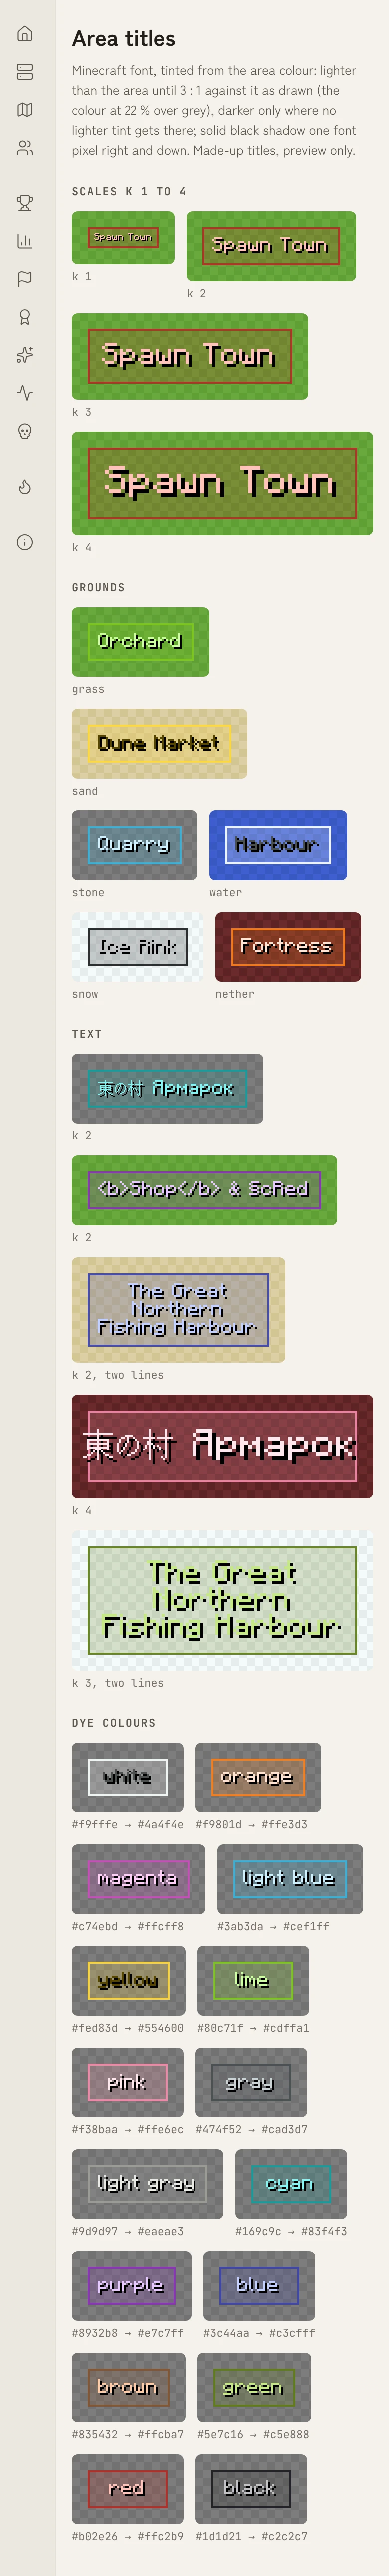 Area titles
Minecraft font, tinted from the area colour: lighter
than the area until 3 : 1 against it as drawn (the
colour at 22 % over grey), darker only where no
lighter tint gets there; solid black shadow one font
pixel right and down. Made-up titles, preview only.
SCALES K 1 TO 4
Spawn Town
k 1
Spawn Town
k 2
Spawn Town
k 3
Spawn Town
k 4
GROUNDS
Orchard
grass
Dune Market
sand
Quarry
stone
Harbour
water
Ice Rink
snow
Fortress
nether
TEXT
東の村 Ярмарок
k 2
<b>Shop</b> & §cRed
k 2
The Great
Northern
Fishing Harbour
k 2, two lines
東の村 Ярмарок
k 4
The Great
Northern
Fishing Harbour
k 3, two lines
DYE COLOURS
white
#f9fffe → #4a4f4e
orange
#f9801d → #ffe3d3
magenta
#c74ebd → #ffcff8
light blue
#3ab3da → #cef1ff
yellow
#fed83d → #554600
lime
#80c71f → #cdffa1
pink
#f38baa → #ffe6ec
gray
#474f52 → #cad3d7
light gray
#9d9d97 → #eaeae3
cyan
#169c9c → #83f4f3
purple
#8932b8 → #e7c7ff
blue
#3c44aa → #c3cfff
brown
#835432 → #ffcba7
green
#5e7c16 → #c5e888
red
#b02e26 → #ffc2b9
black
#1d1d21 → #c2c2c7